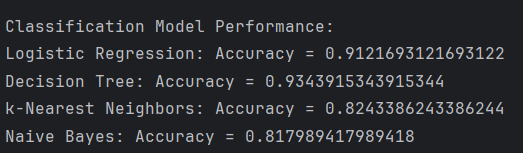 Classification Model Performance:
Logistic Regression: Accuracy = 0.9121693121693122
Decision Tree: Accuracy = 0.9343915343915344
k-Nearest Neighbors: Accuracy = 0.8243386243386244
Naive Bayes: Accuracy = 0.817989417989418